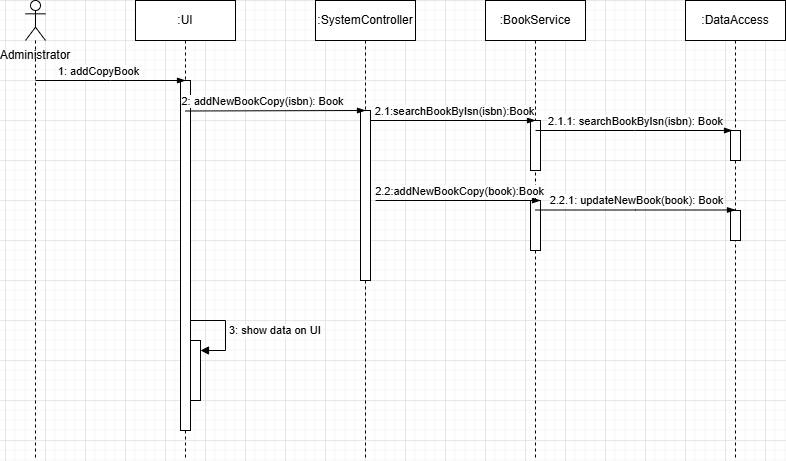 :UI
:SystemController
:BookService
:DataAccess
Administrator
1: addCopyBook
2: addNewBookCopy(isbn): Book
2.1:searchBookByIsn(isbn):Book
2.1.1: searchBookByIsn(isbn): Book
2.2:addNewBookCopy(book):Book
2.2.1: updateNewBook(book): Book
3: show data on UI